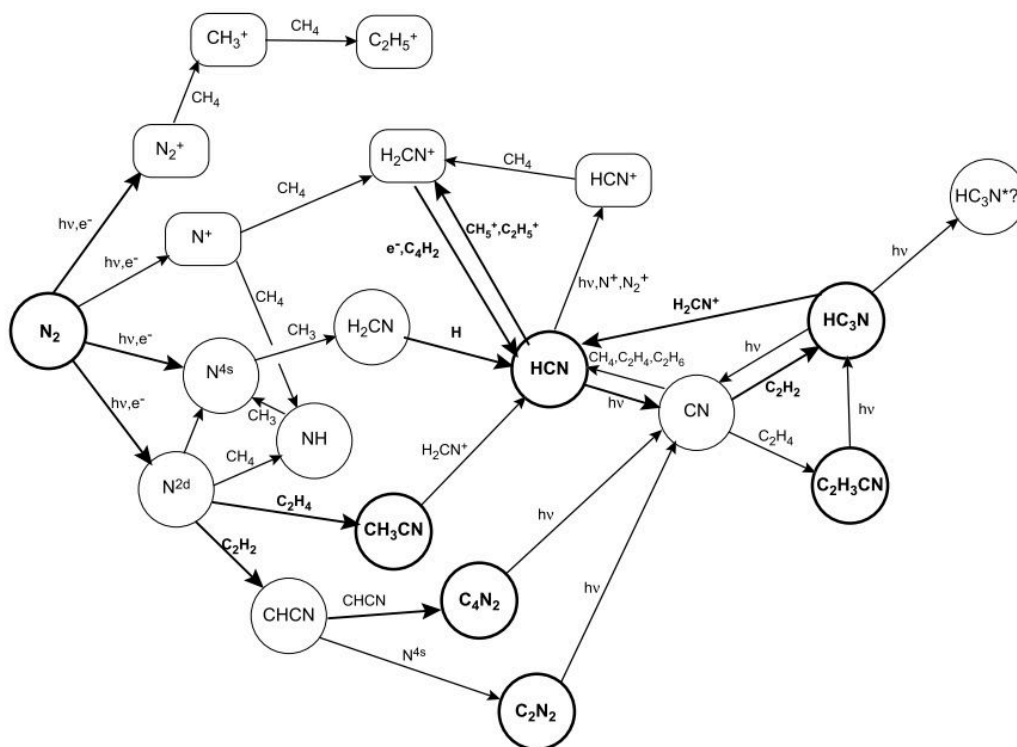 CH₃⁺
CH₄
C₂H₅⁺
CH₄
N₂⁺
hν,e⁻
N⁺
CH₄
H₂CN⁺
CH₄
HCN⁺
HC₃N*?
hν,e⁻
CH₄
e⁻,C₄H₂
CH₅⁺,C₂H₅⁺
hν,N⁺,N₂⁺
hν
N₂
hν,e⁻
N⁴ˢ
CH₃
H₂CN
H
HCN
H₂CN⁺
HC₃N
hν
CH₄,C₂H₄,C₂H₆
hν
CN
C₂H₂
hν,e⁻
CH₃
NH
CH₄
N²ᵈ
H₂CN⁺
C₂H₄
hν
C₂H₃CN
C₂H₄
CH₃CN
hν
C₂H₂
CHCN
CHCN
C₄N₂
hν
N⁴ˢ
C₂N₂